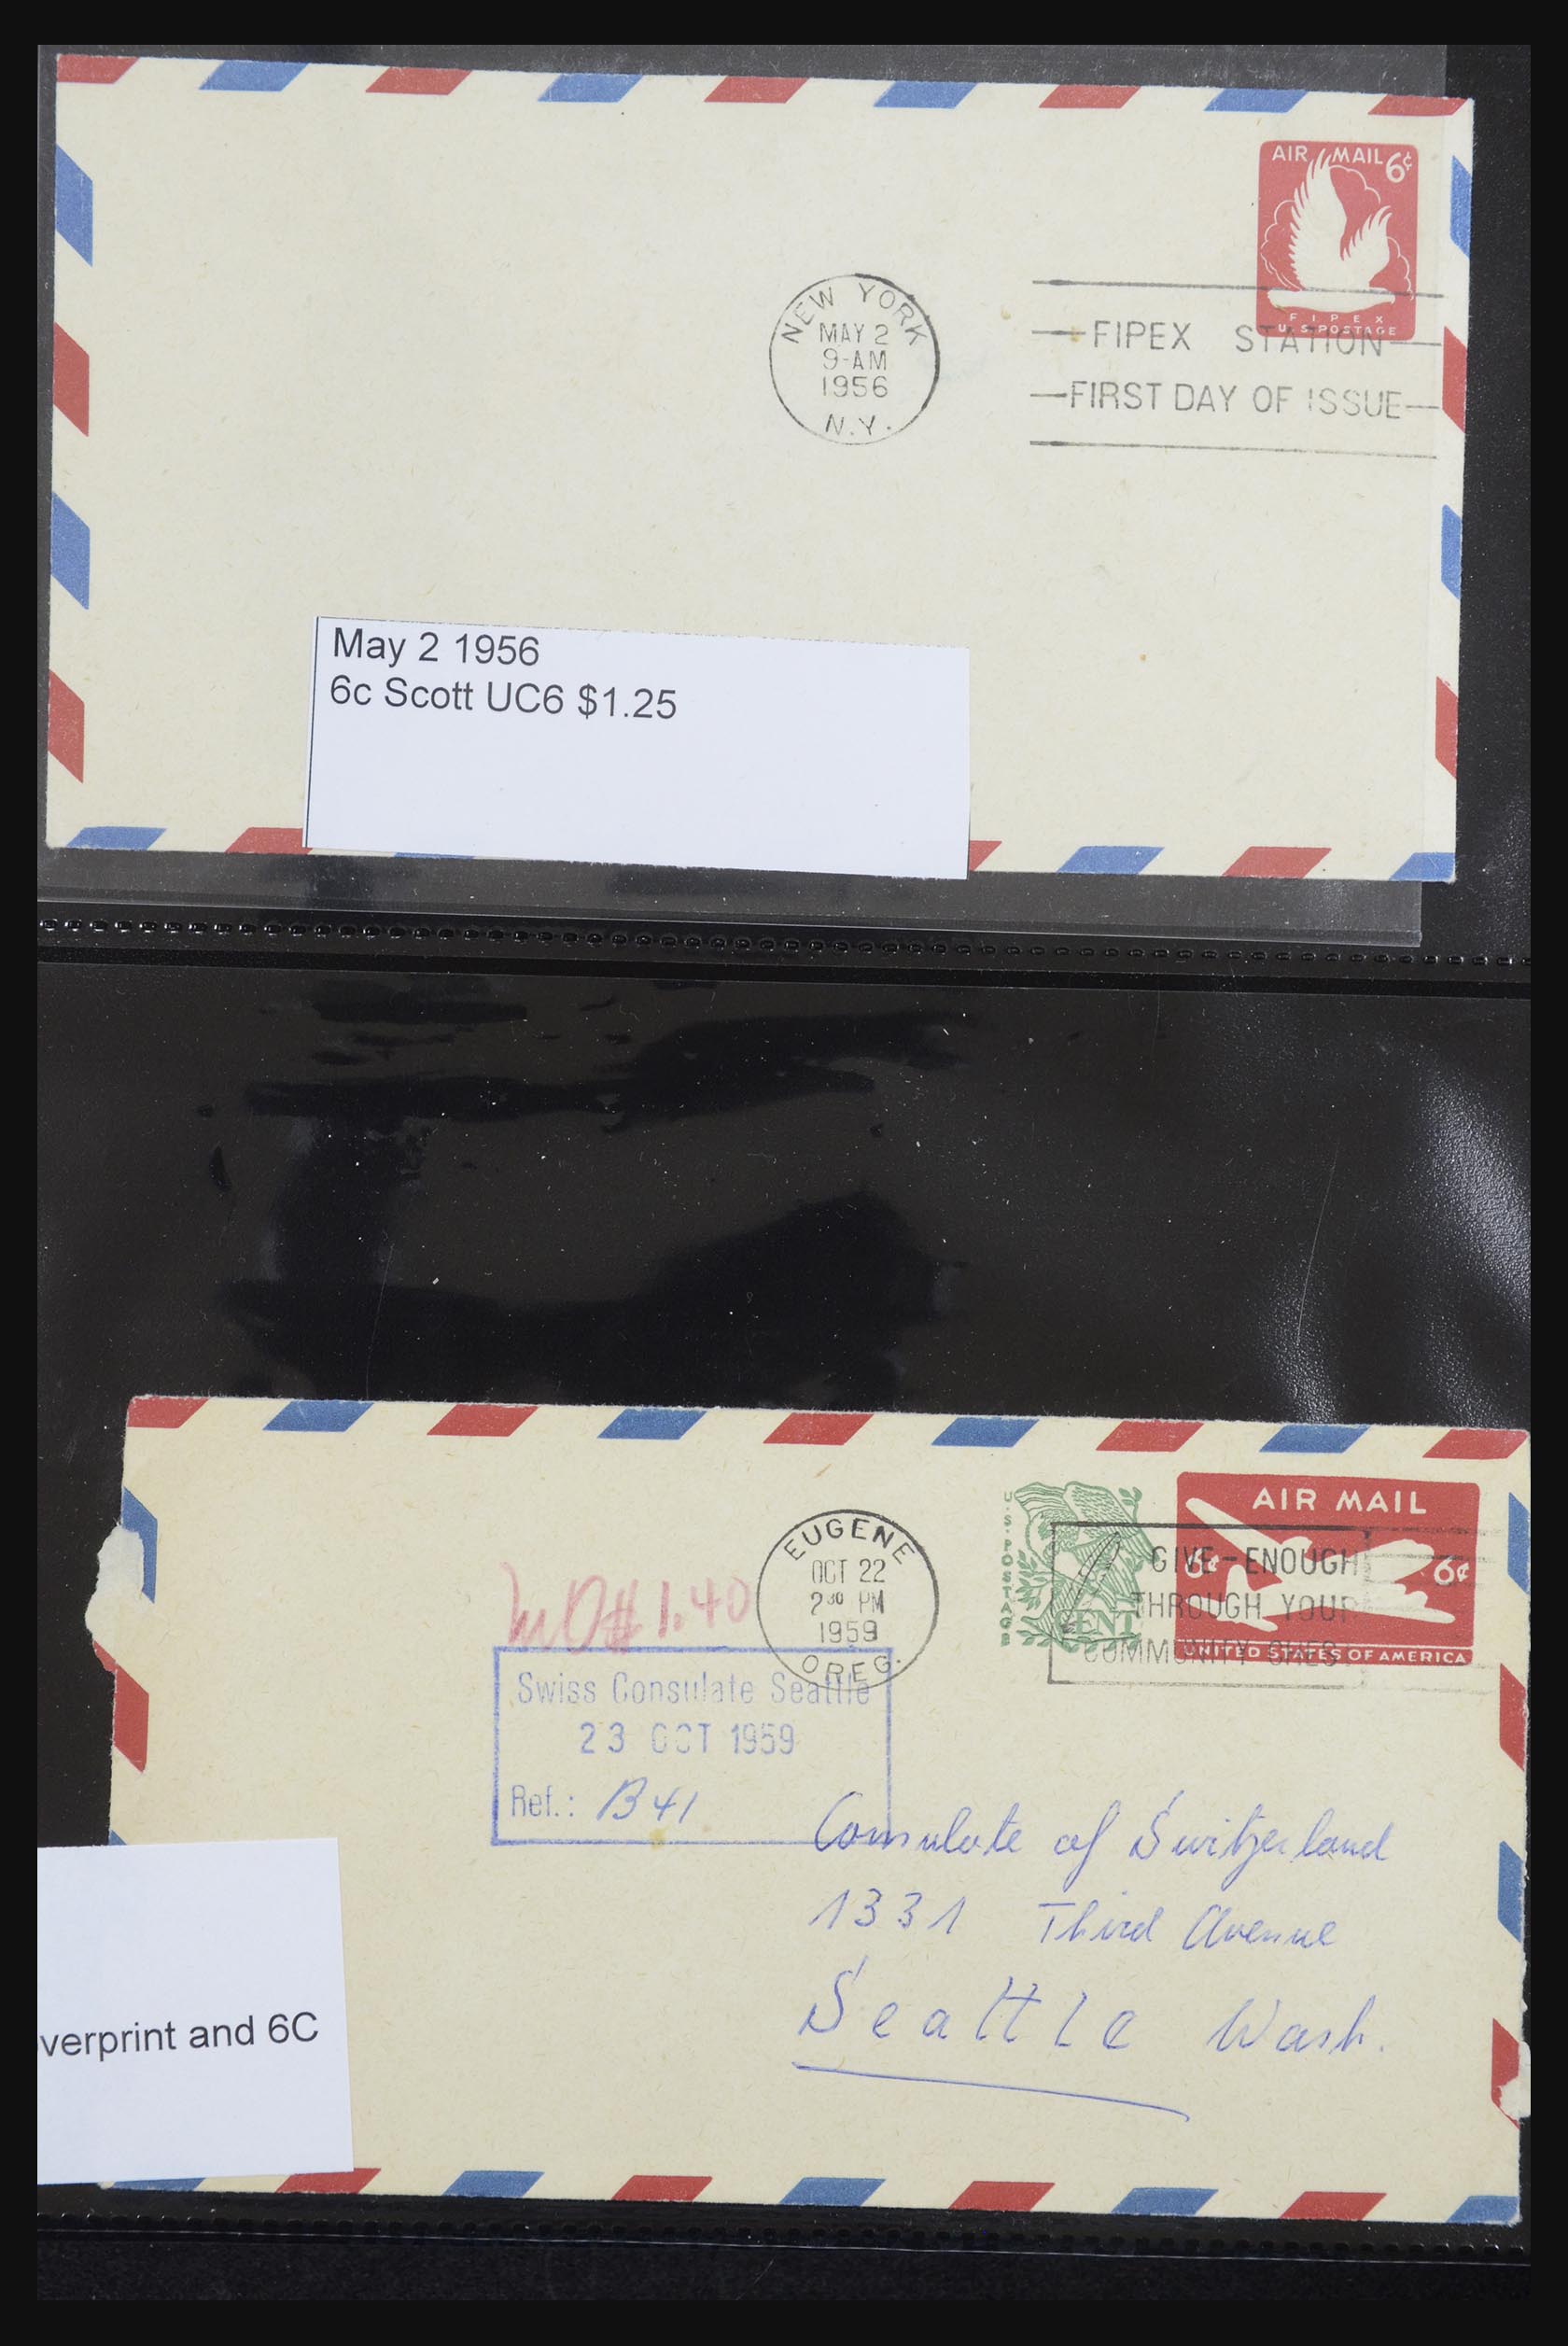 AIR MAIL 6¢
FIPEX
U.S. POSTAGE
NEW YORK
MAY 2
9-AM
1956
N.Y.
FIPEX STATION
FIRST DAY OF ISSUE
May 2 1956
6c Scott UC6 $1.25
U.S. POSTAGE
CENT
AIR MAIL
6¢ 6¢
UNITED STATES OF AMERICA
EUGENE
OCT 22
2 30 PM
1959
OREG.
GIVE-ENOUGH
THROUGH YOUR
COMMUNITY
MO# 1.40
Swiss Consulate Seattle
23 OCT 1959
Ref.: B41
Consulate of Switzerland
1331 Third Avenue
Seattle Wash.
verprint and 6C